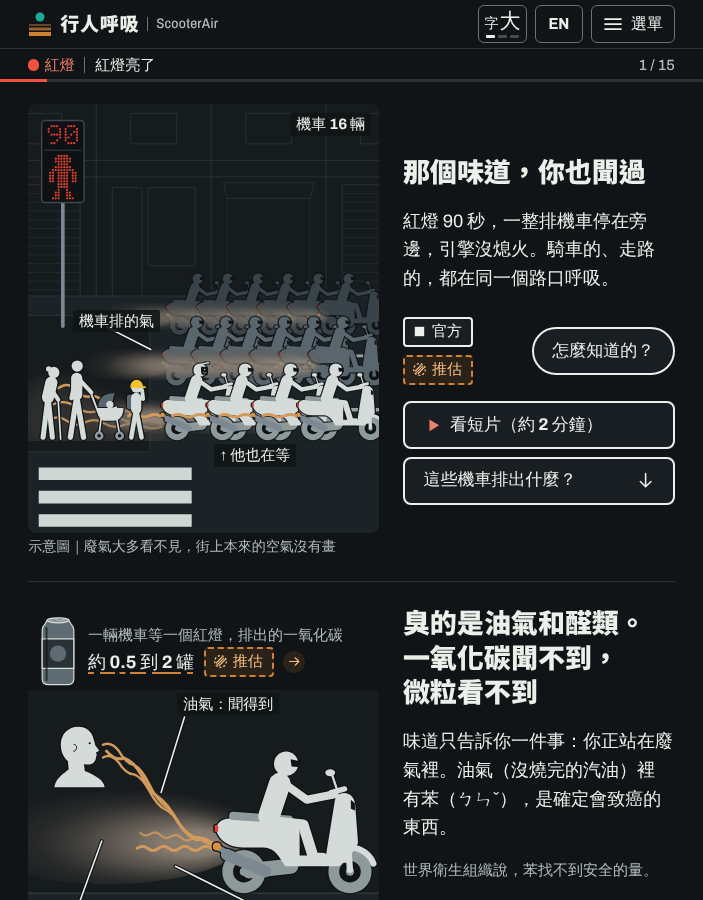 行人呼吸 ScooterAir
字大
EN
選單
紅燈 紅燈亮了
1 / 15
90
機車 16 輛
機車排的氣
↑ 他也在等
示意圖｜廢氣大多看不見，街上本來的空氣沒有畫
那個味道，你也聞過
紅燈 90 秒，一整排機車停在旁
邊，引擎沒熄火。騎車的、走路
的，都在同一個路口呼吸。
官方
推估
怎麼知道的？
看短片（約 2 分鐘）
這些機車排出什麼？ ↓
一輛機車等一個紅燈，排出的一氧化碳
約 0.5 到 2 罐 推估 →
油氣：聞得到
臭的是油氣和醛類。
一氧化碳聞不到，
微粒看不到
味道只告訴你一件事：你正站在廢
氣裡。油氣（沒燒完的汽油）裡
有苯（ㄅㄣˇ），是確定會致癌的
東西。
世界衛生組織說，苯找不到安全的量。